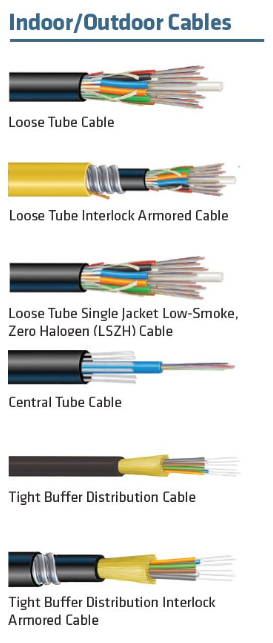 Indoor/Outdoor Cables
Loose Tube Cable
Loose Tube Interlock Armored Cable
Loose Tube Single Jacket Low-Smoke,
Zero Halogen (LSZH) Cable
Central Tube Cable
Tight Buffer Distribution Cable
Tight Buffer Distribution Interlock
Armored Cable